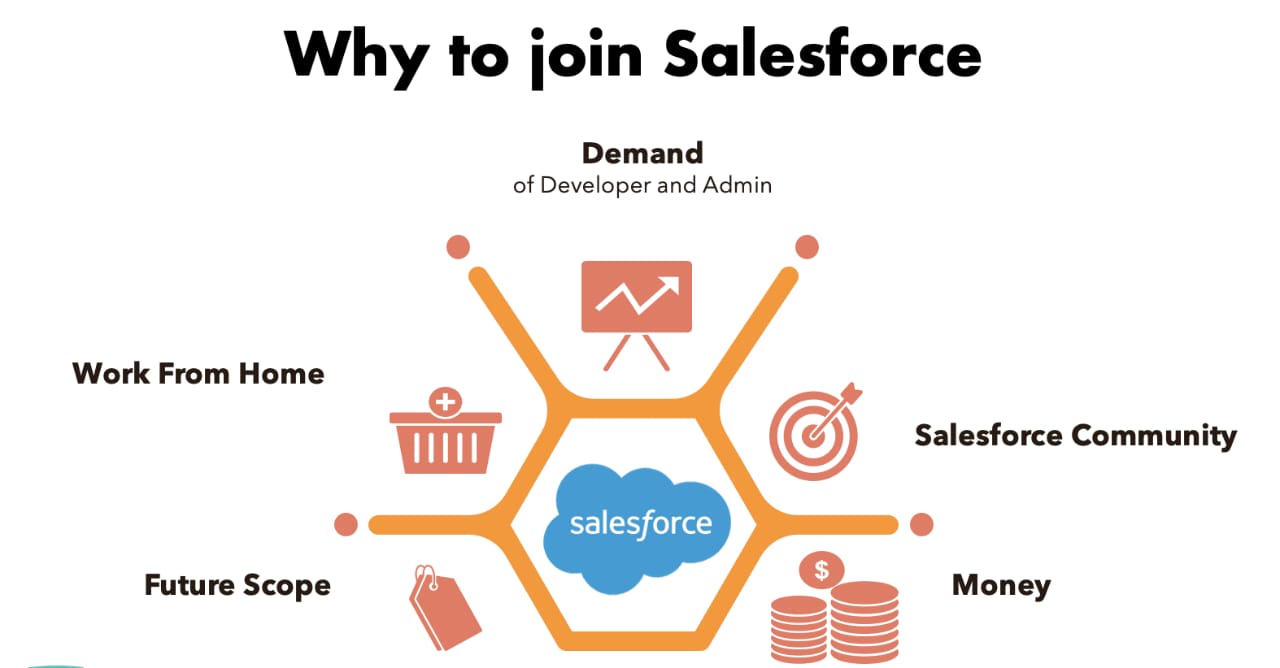 Why to join Salesforce
Demand
of Developer and Admin
Work From Home
Salesforce Community
salesforce
$
Future Scope
Money